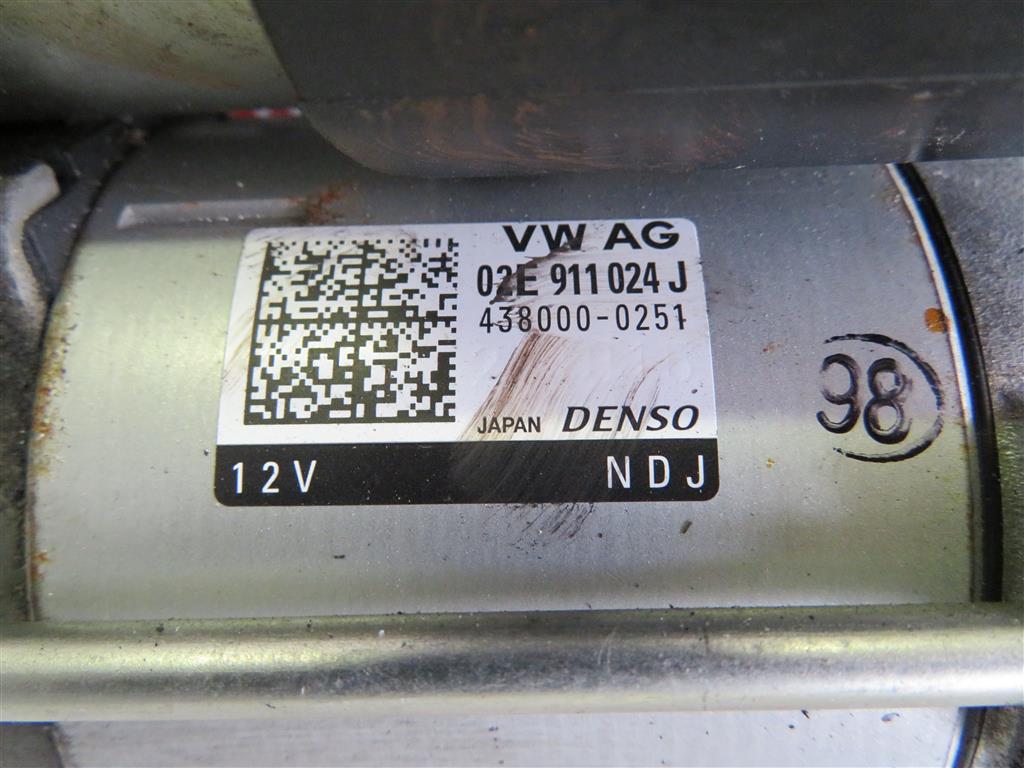 VW AG
02E 911 024 J
438000-0251
JAPAN DENSO
12V NDJ
98